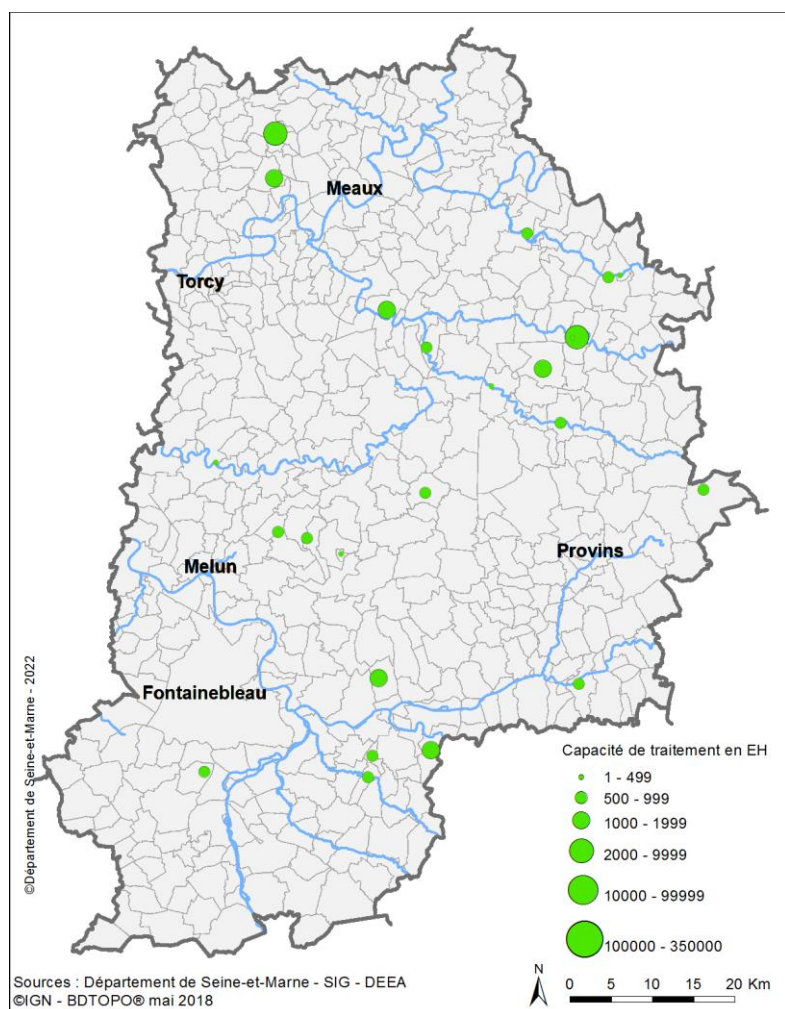 Meaux
Torcy
Provins
Melun
Fontainebleau
©Département de Seine-et-Marne - 2022
Capacité de traitement en EH
1 - 499
500 - 999
1000 - 1999
2000 - 9999
10000 - 99999
100000 - 350000
Sources : Département de Seine-et-Marne - SIG - DEEA
©IGN - BDTOPO® mai 2018
N
0 5 10 15 20 Km